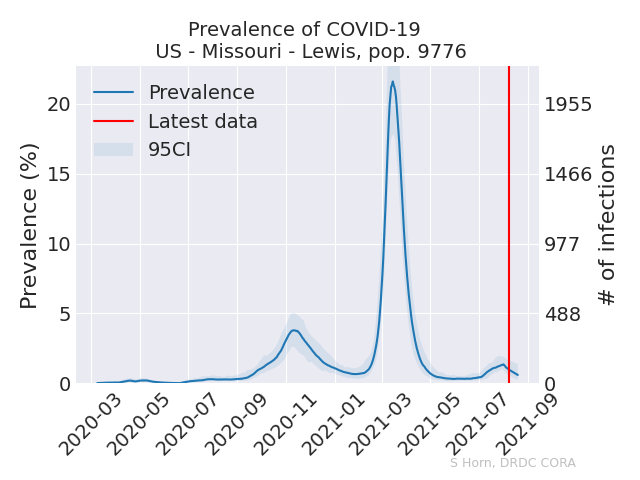 Prevalence of COVID-19
US - Missouri - Lewis, pop. 9776
Prevalence
Latest data
95CI
Prevalence (%)
20
15
10
5
0
1955
1466
977
488
0
# of infections
2020-03
2020-05
2020-07
2020-09
2020-11
2021-01
2021-03
2021-05
2021-07
2021-09
S Horn, DRDC CORA